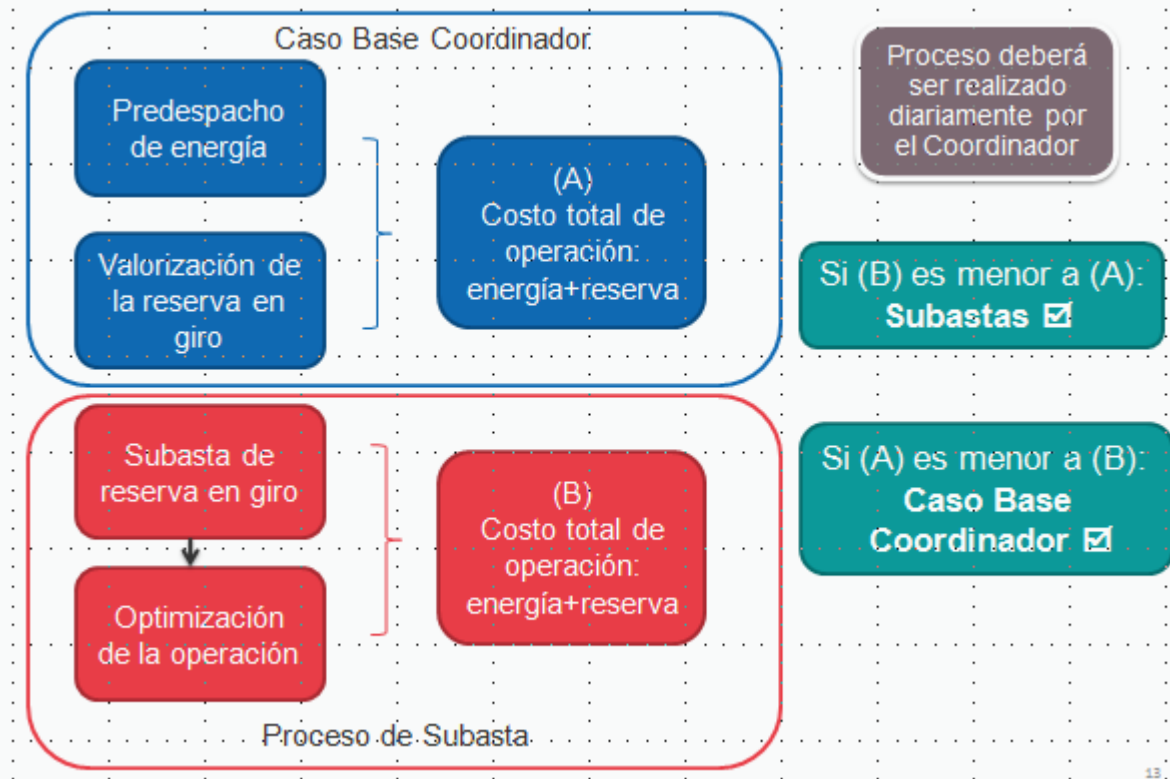 Caso Base Coordinador
Predespacho
de energía
Valorización de
la reserva en
giro
(A)
Costo total de
operación:
energía+reserva
Proceso deberá
ser realizado
diariamente por
el Coordinador
Si (B) es menor a (A):
Subastas ☑
Subasta de
reserva en giro
Optimización
de la operación
(B)
Costo total de
operación:
energía+reserva
Si (A) es menor a (B):
Caso Base
Coordinador ☑
Proceso de Subasta
13